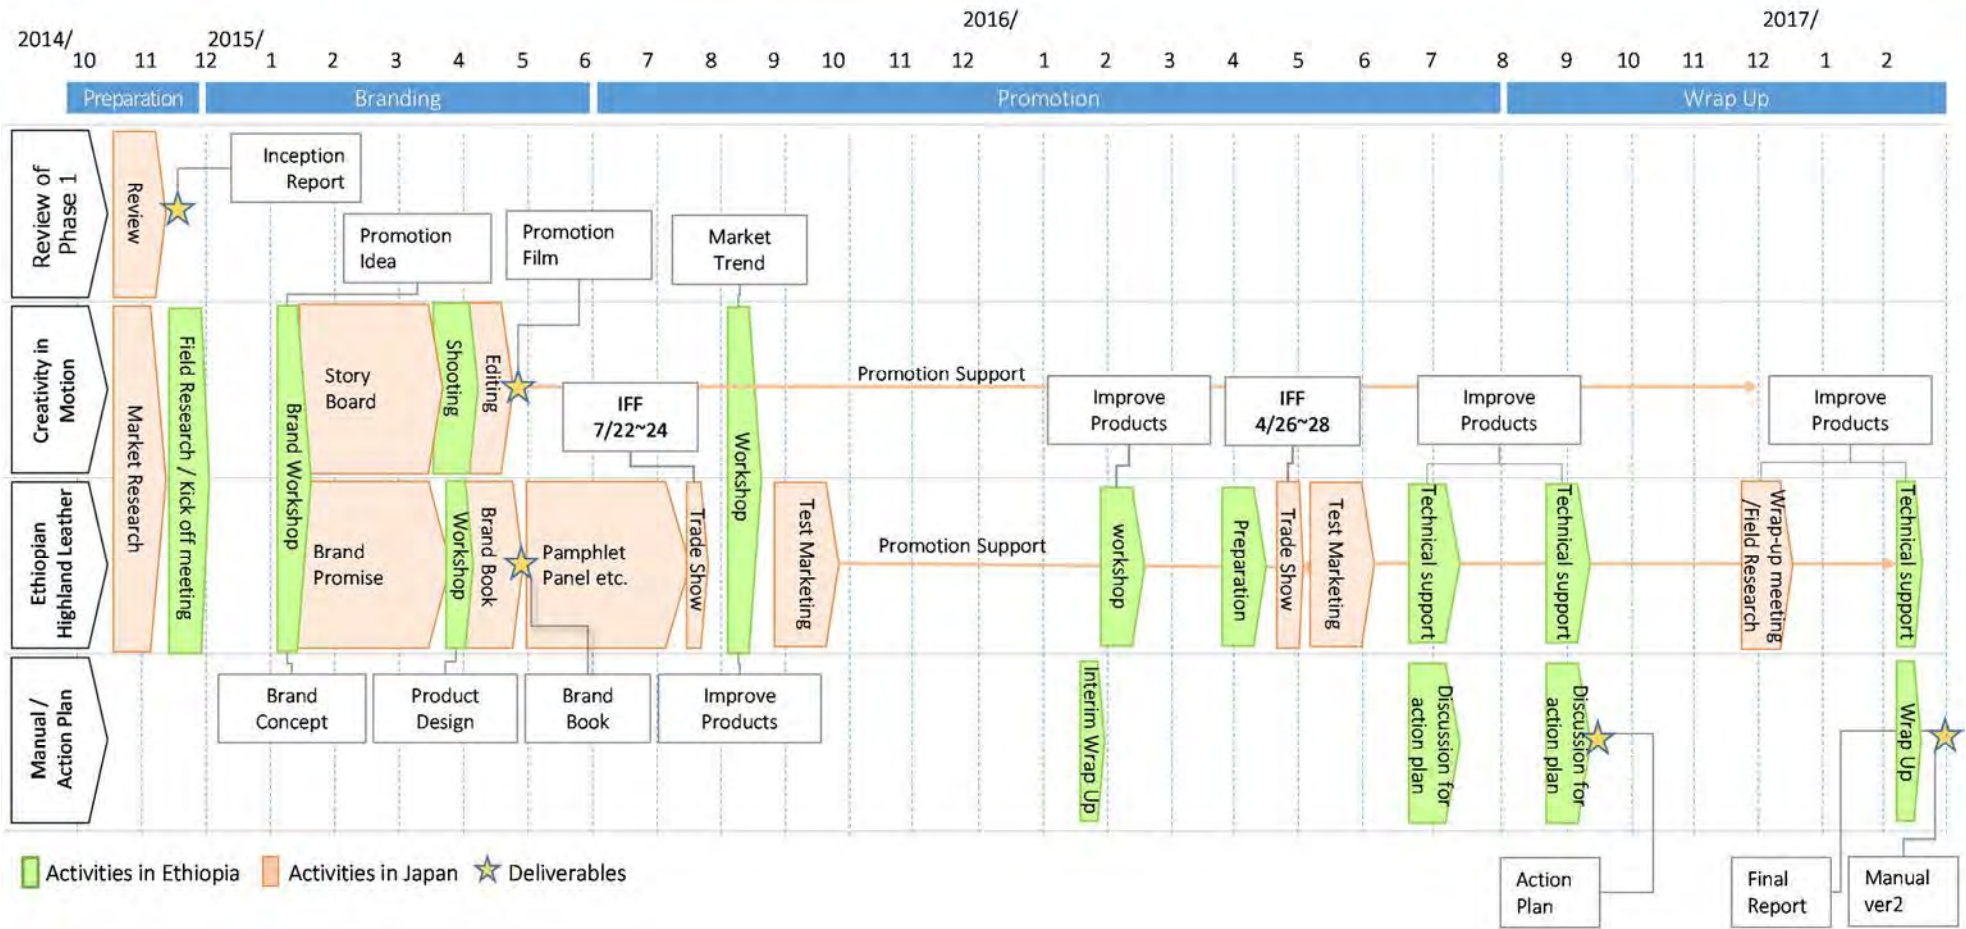 2016/
2017/
2014/
2015/
10 11 12 1 2 3 4 5 6 7 8 9 10 11 12 1 2 3 4 5 6 7 8 9 10 11 12 1 2
Preparation
Branding
Promotion
Wrap Up
Review of
Phase 1
Review
Inception
Report
Promotion
Idea
Promotion
Film
Market
Trend
Creativity in
Motion
Market Research
Field Research / Kick off meeting
Brand Workshop
Story
Board
Shooting
Editing
IFF
7/22~24
Workshop
Promotion Support
Improve
Products
IFF
4/26~28
Improve
Products
Improve
Products
Ethiopian
Highland Leather
Brand
Promise
Workshop
Brand Book
Pamphlet
Panel etc.
Trade Show
Test Marketing
Promotion Support
workshop
Preparation
Trade Show
Test Marketing
Technical support
Technical support
Wrap-up meeting
/Field Research
Technical support
Manual /
Action Plan
Brand
Concept
Product
Design
Brand
Book
Improve
Products
Interim Wrap Up
Discussion for
action plan
Discussion for
action plan
Wrap Up
Activities in Ethiopia
Activities in Japan
Deliverables
Action
Plan
Final
Report
Manual
ver2